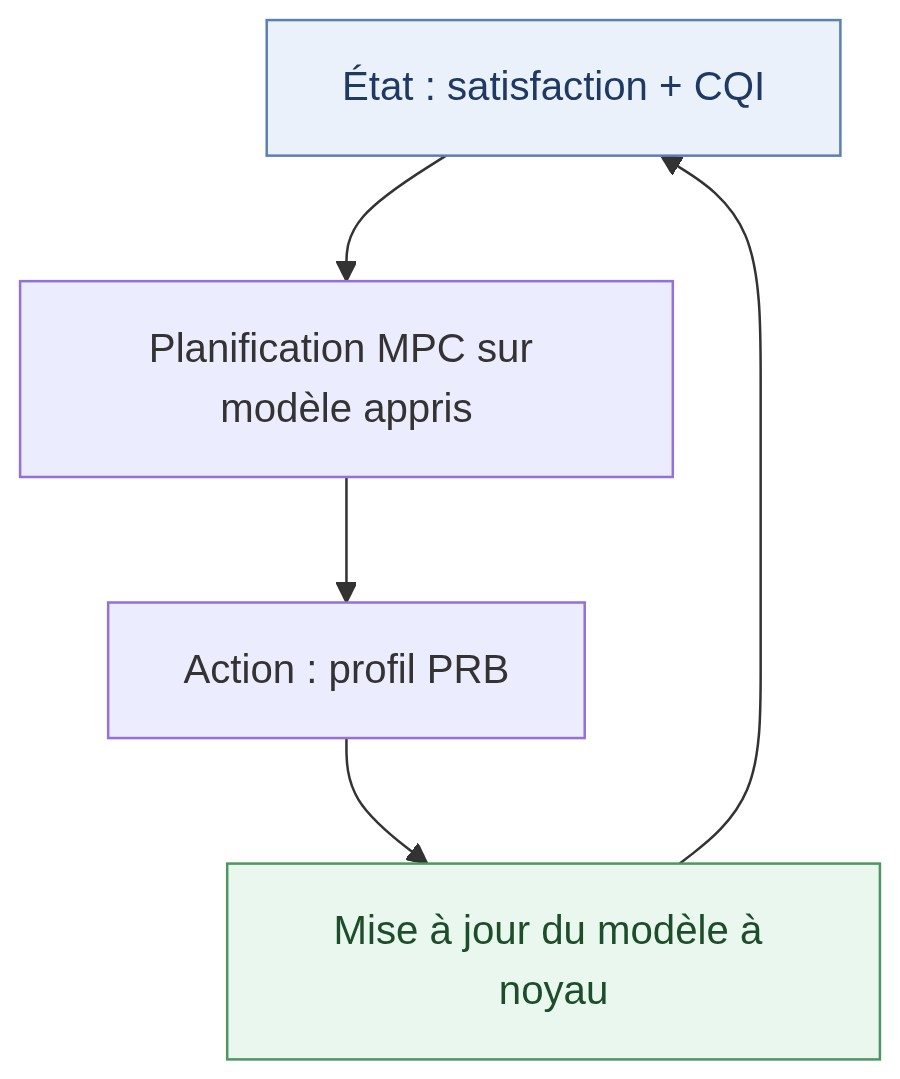 État : satisfaction + CQI
Planification MPC sur
modèle appris
Action : profil PRB
Mise à jour du modèle à
noyau